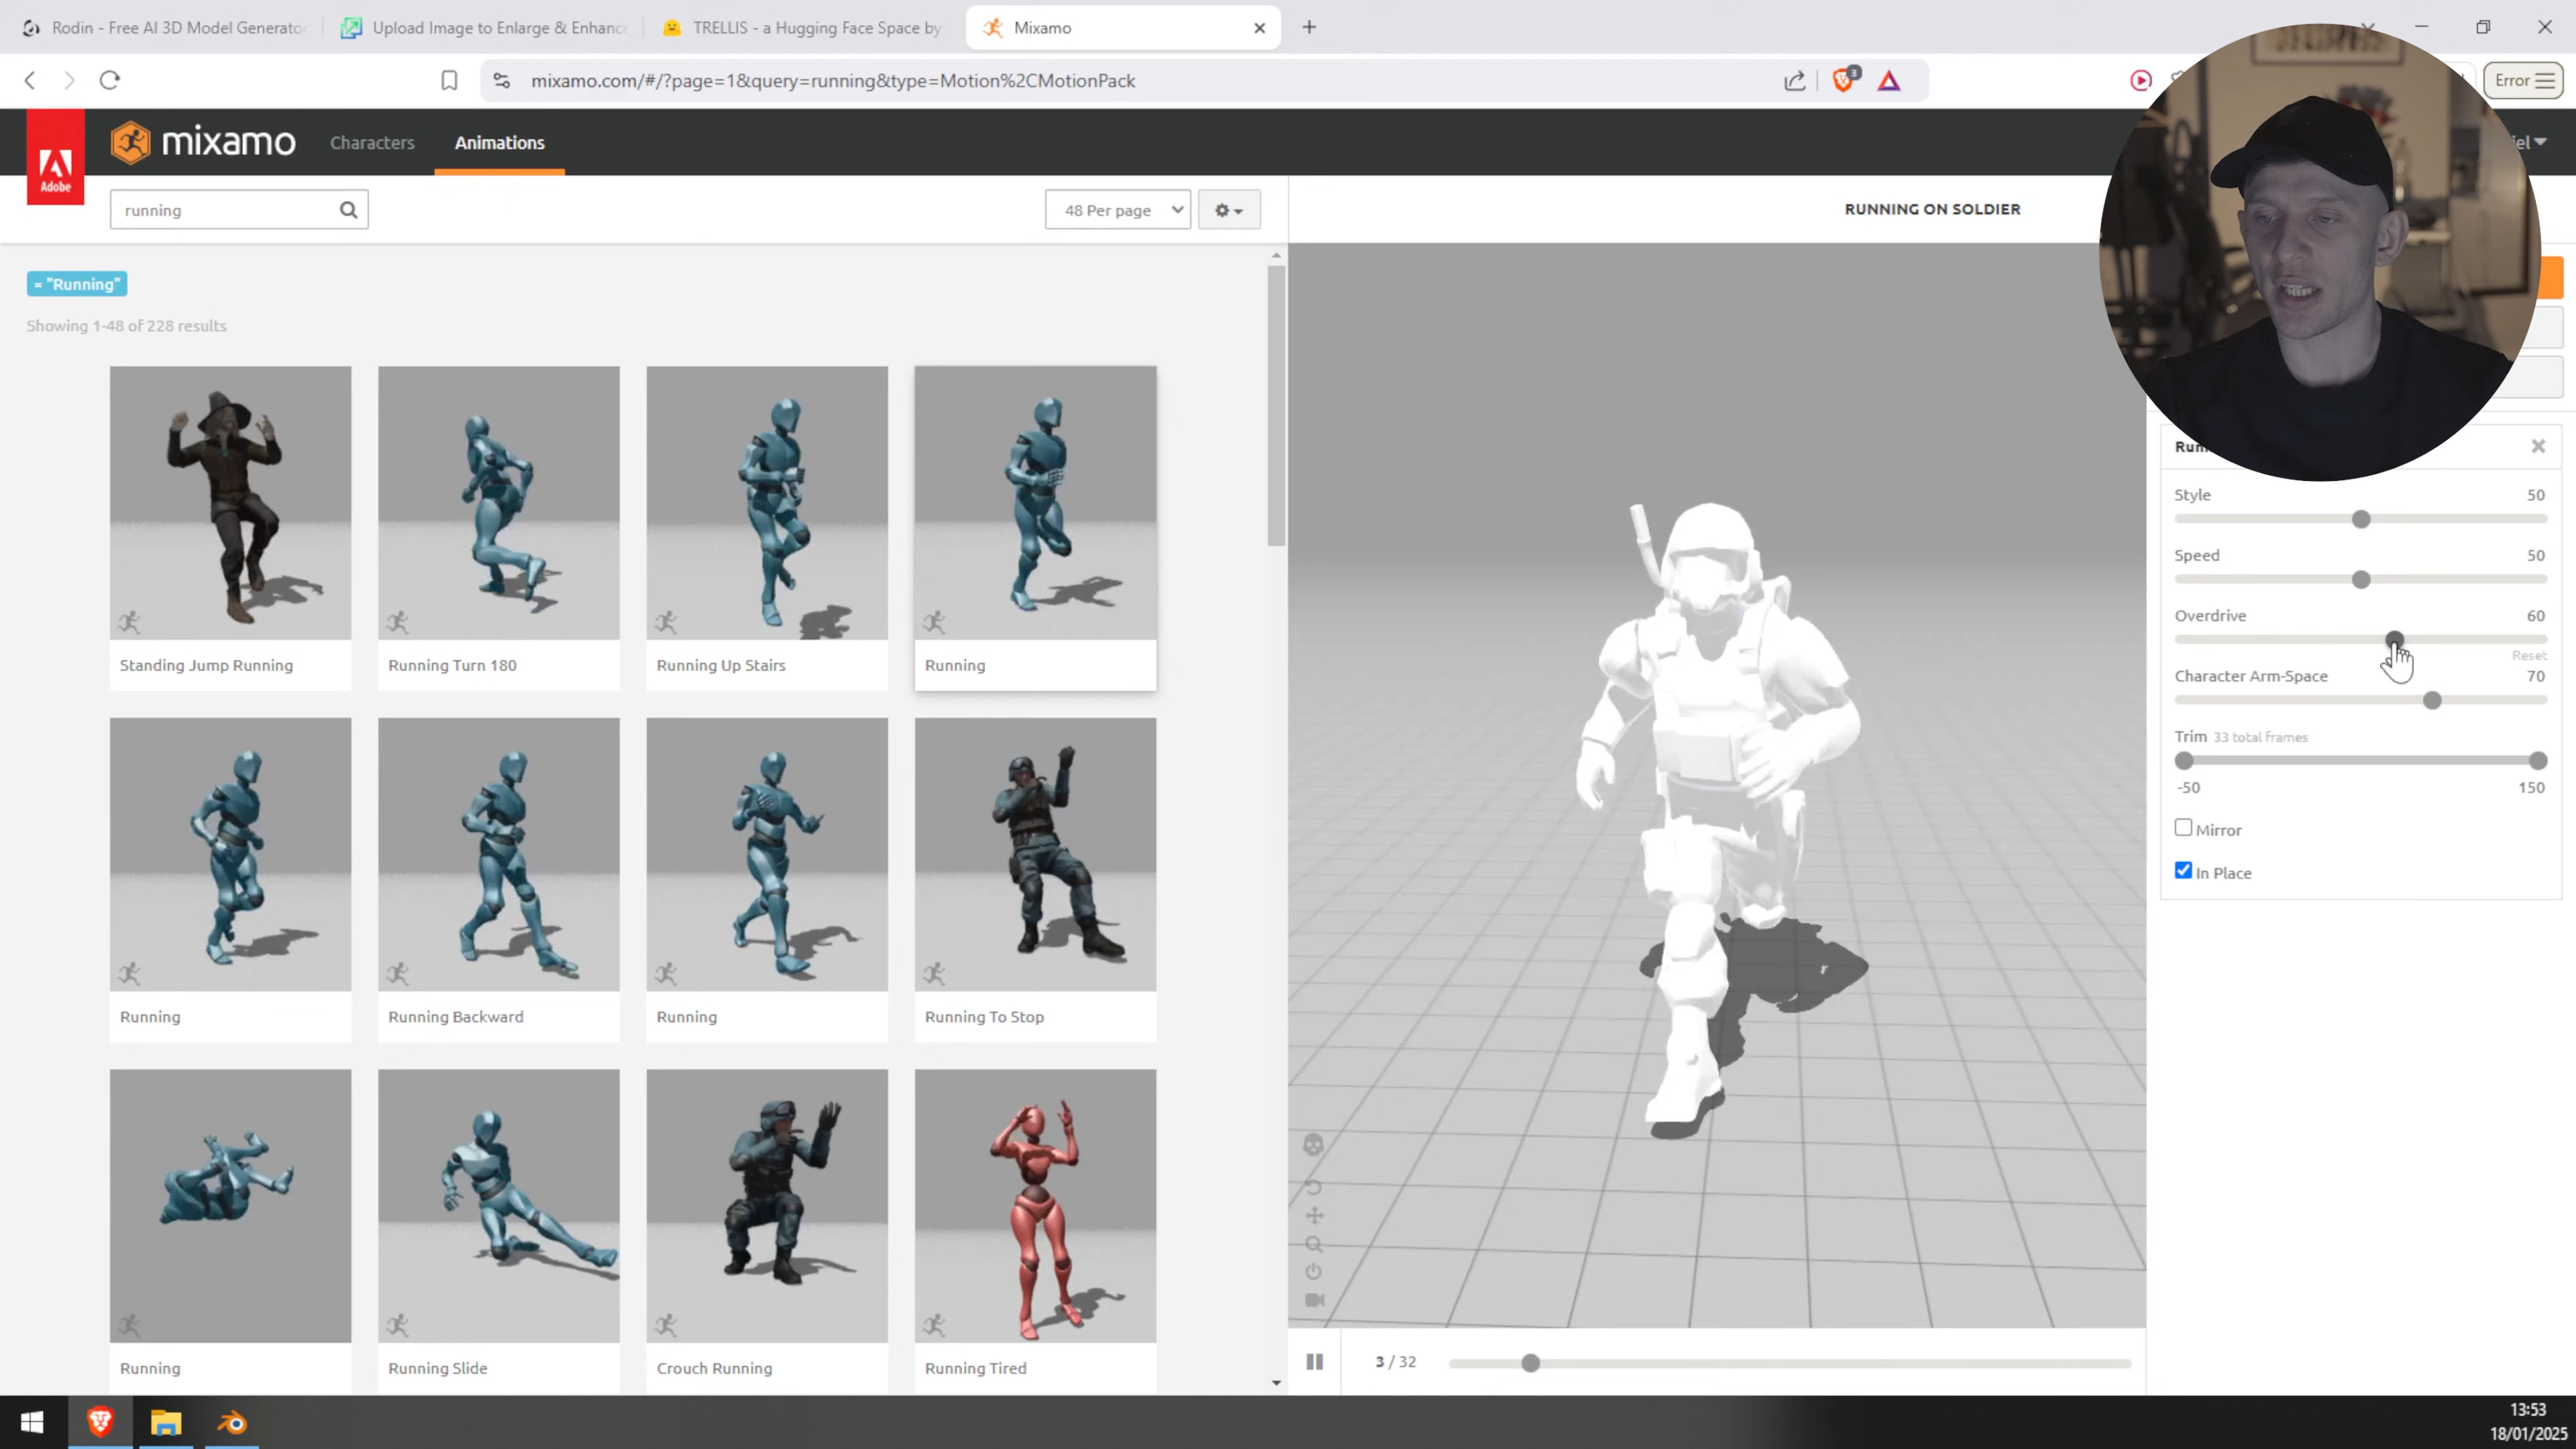 Rodin - Free AI 3D Model Generator
Upload Image to Enlarge & Enhance
TRELLIS - a Hugging Face Space by
Mixamo
mixamo.com/#/?page=1&query=running&type=Motion%2CMotionPack
3
Error
Adobe
mixamo
Characters
Animations
running
48 Per page
RUNNING ON SOLDIER
= "Running"
Showing 1-48 of 228 results
Standing Jump Running
Running Turn 180
Running Up Stairs
Running
Running
Running Backward
Running
Running To Stop
Running
Running Slide
Crouch Running
Running Tired
Style 50
Speed 50
Overdrive 60
Reset
Character Arm-Space 70
Trim 33 total frames
-50 150
Mirror
In Place
3 / 32
13:53
18/01/2025